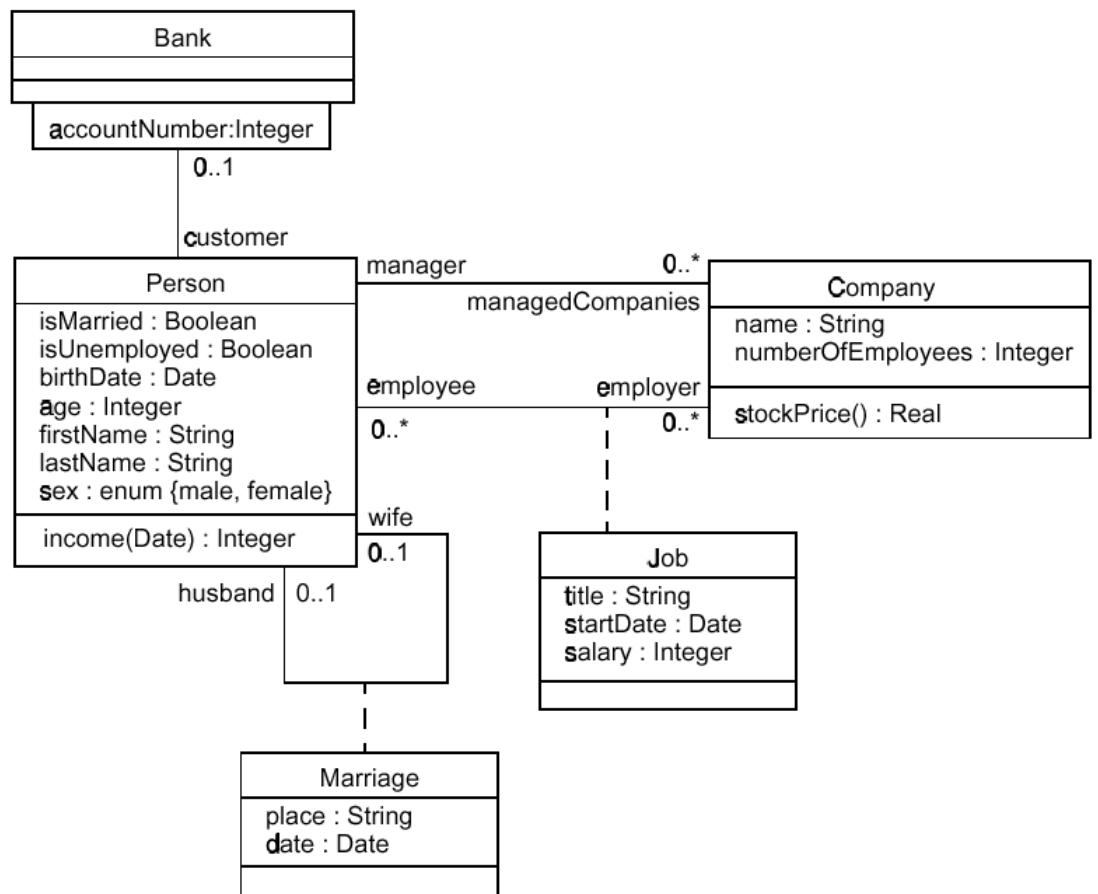 Bank
accountNumber:Integer
0..1
customer
Person
isMarried : Boolean
isUnemployed : Boolean
birthDate : Date
age : Integer
firstName : String
lastName : String
sex : enum {male, female}
income(Date) : Integer
manager
0..*
managedCompanies
Company
name : String
numberOfEmployees : Integer
stockPrice() : Real
employee
employer
0..*
0..*
wife
0..1
husband
0..1
Job
title : String
startDate : Date
salary : Integer
Marriage
place : String
date : Date